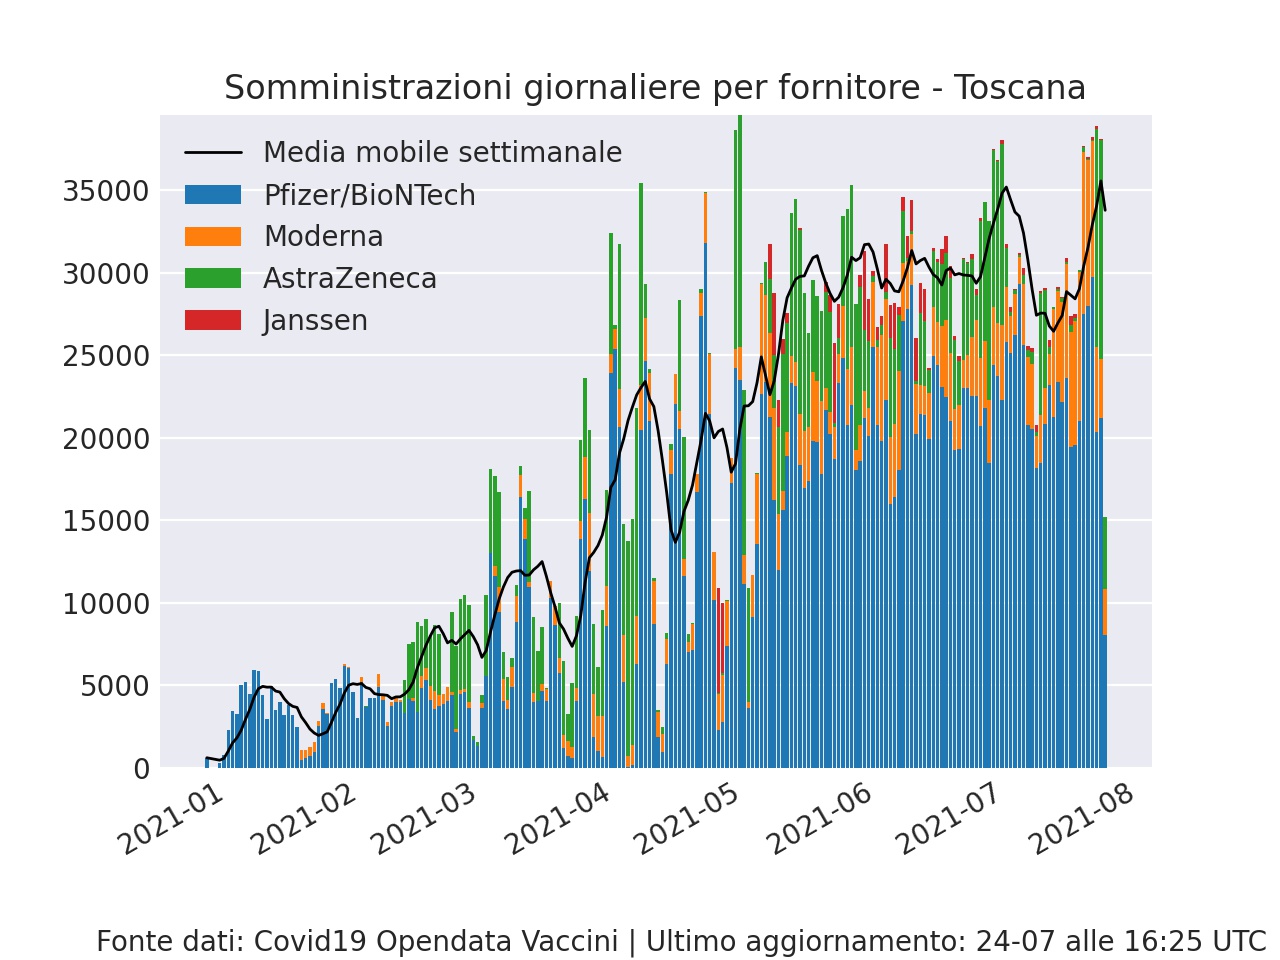 Somministrazioni giornaliere per fornitore - Toscana
Media mobile settimanale
Pfizer/BioNTech
Moderna
AstraZeneca
Janssen
35000
30000
25000
20000
15000
10000
5000
0
2021-01
2021-02
2021-03
2021-04
2021-05
2021-06
2021-07
2021-08
Fonte dati: Covid19 Opendata Vaccini | Ultimo aggiornamento: 24-07 alle 16:25 UTC